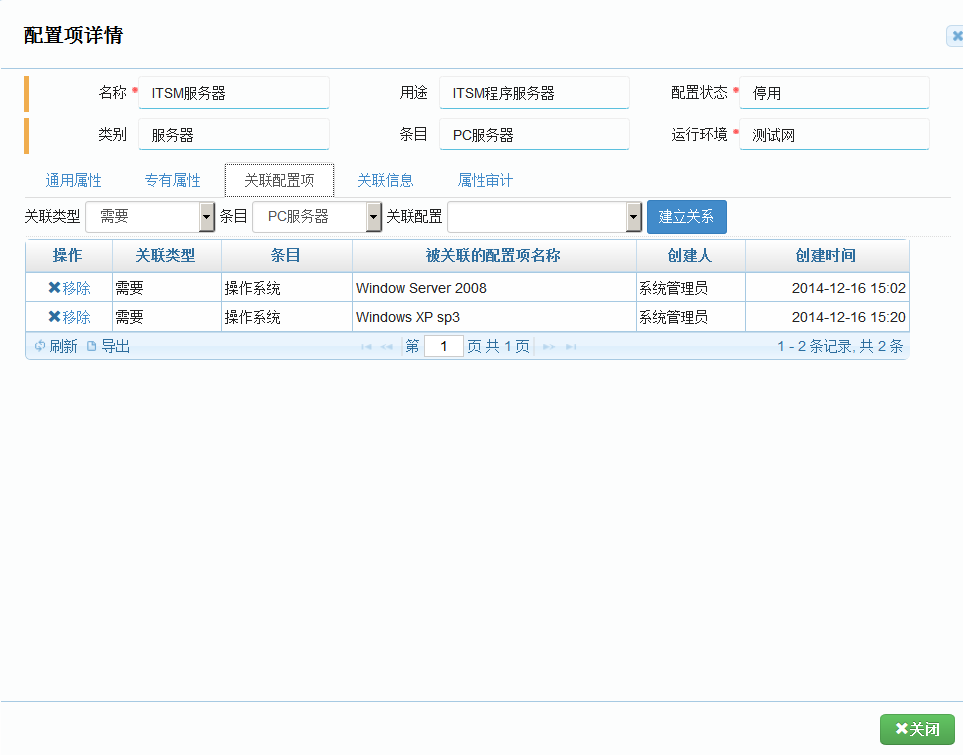 配置项详情
名称 * ITSM服务器 用途 ITSM程序服务器 配置状态 * 停用
类别 服务器 条目 PC服务器 运行环境 * 测试网
通用属性 专有属性 关联配置项 关联信息 属性审计
关联类型 需要 条目 PC服务器 关联配置 建立关系
操作 关联类型 条目 被关联的配置项名称 创建人 创建时间
移除 需要 操作系统 Window Server 2008 系统管理员 2014-12-16 15:02
移除 需要 操作系统 Windows XP sp3 系统管理员 2014-12-16 15:20
刷新 导出 第 1 页 共 1 页 1 - 2 条记录, 共 2 条
关闭